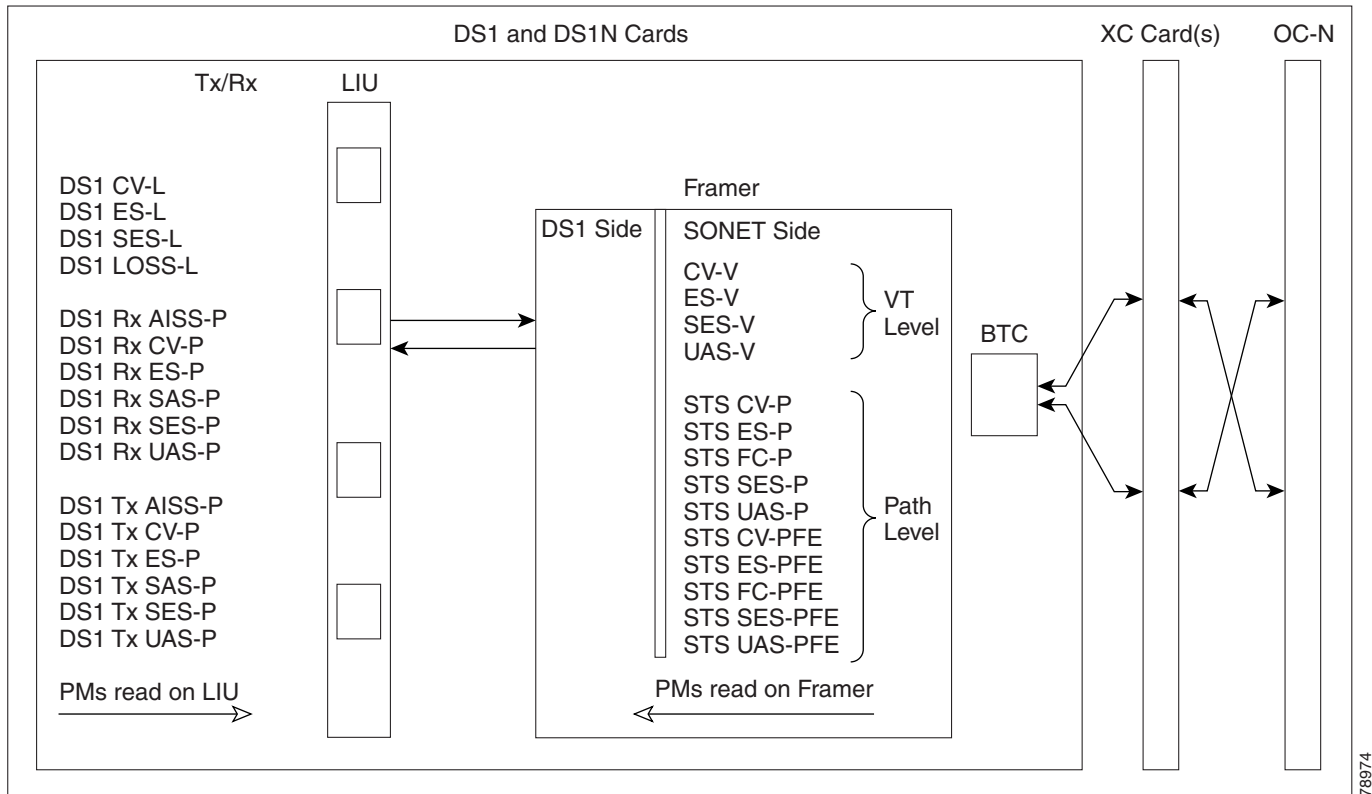 DS1 and DS1N Cards
XC Card(s)
OC-N
Tx/Rx
LIU
DS1 CV-L
DS1 ES-L
DS1 SES-L
DS1 LOSS-L
DS1 Rx AISS-P
DS1 Rx CV-P
DS1 Rx ES-P
DS1 Rx SAS-P
DS1 Rx SES-P
DS1 Rx UAS-P
DS1 Tx AISS-P
DS1 Tx CV-P
DS1 Tx ES-P
DS1 Tx SAS-P
DS1 Tx SES-P
DS1 Tx UAS-P
PMs read on LIU
Framer
DS1 Side
SONET Side
CV-V
ES-V
SES-V
UAS-V
VT
Level
STS CV-P
STS ES-P
STS FC-P
STS SES-P
STS UAS-P
STS CV-PFE
STS ES-PFE
STS FC-PFE
STS SES-PFE
STS UAS-PFE
Path
Level
PMs read on Framer
BTC
78974